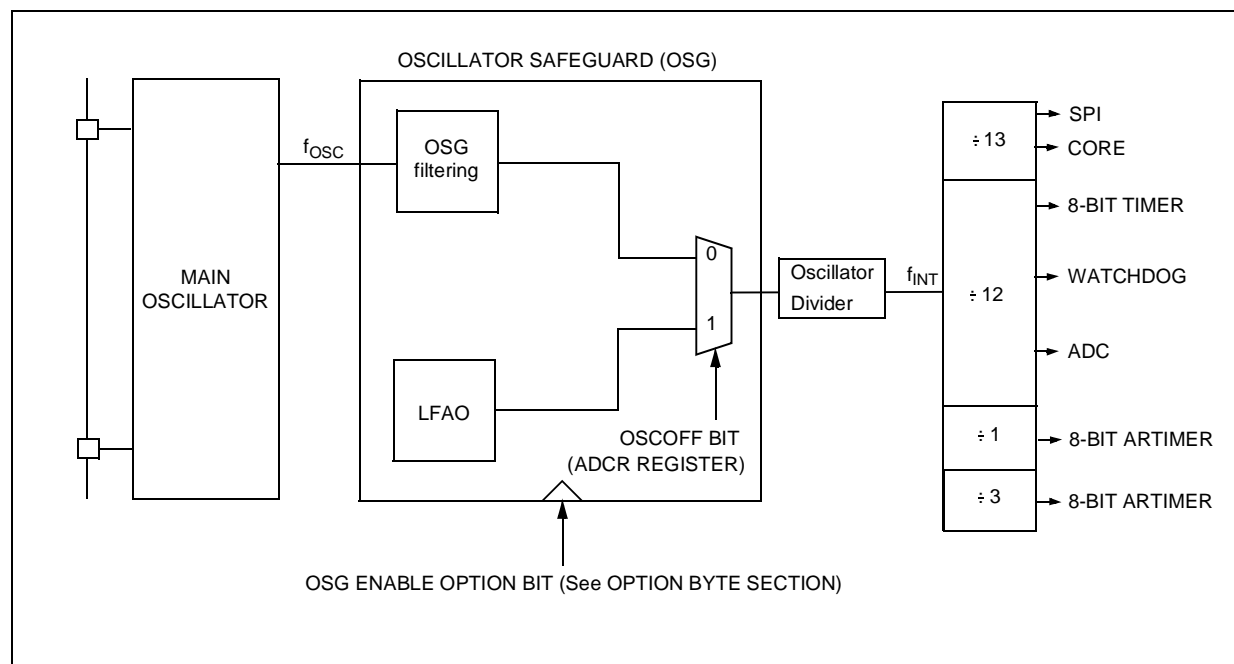 OSCILLATOR SAFEGUARD (OSG)
MAIN
OSCILLATOR
fOSC
OSG
filtering
LFAO
0
1
OSCOFF BIT
(ADCR REGISTER)
OSG ENABLE OPTION BIT (See OPTION BYTE SECTION)
Oscillator
Divider
fINT
÷ 13
÷ 12
÷ 1
÷ 3
SPI
CORE
8-BIT TIMER
WATCHDOG
ADC
8-BIT ARTIMER
8-BIT ARTIMER